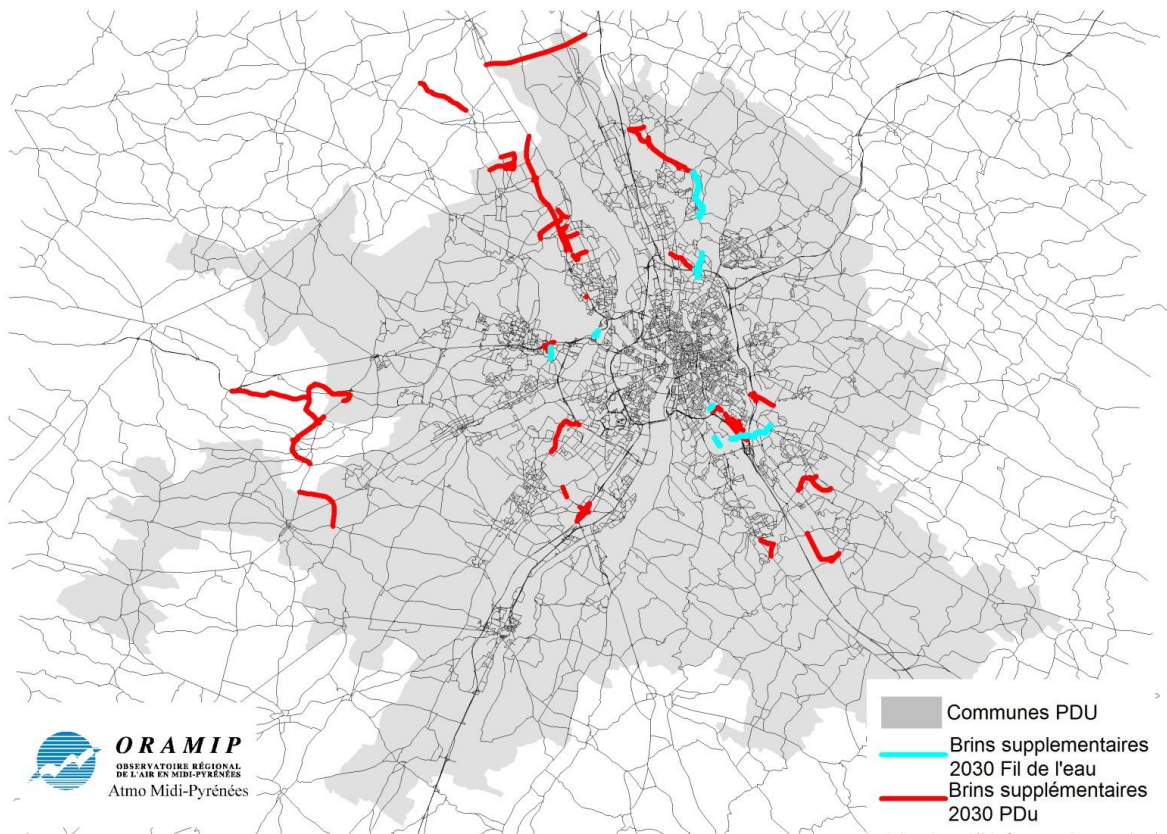 ORAMIP
OBSERVATOIRE RÉGIONAL
DE L'AIR EN MIDI-PYRÉNÉES
Atmo Midi-Pyrénées
Communes PDU
Brins supplementaires
2030 Fil de l'eau
Brins supplémentaires
2030 PDu